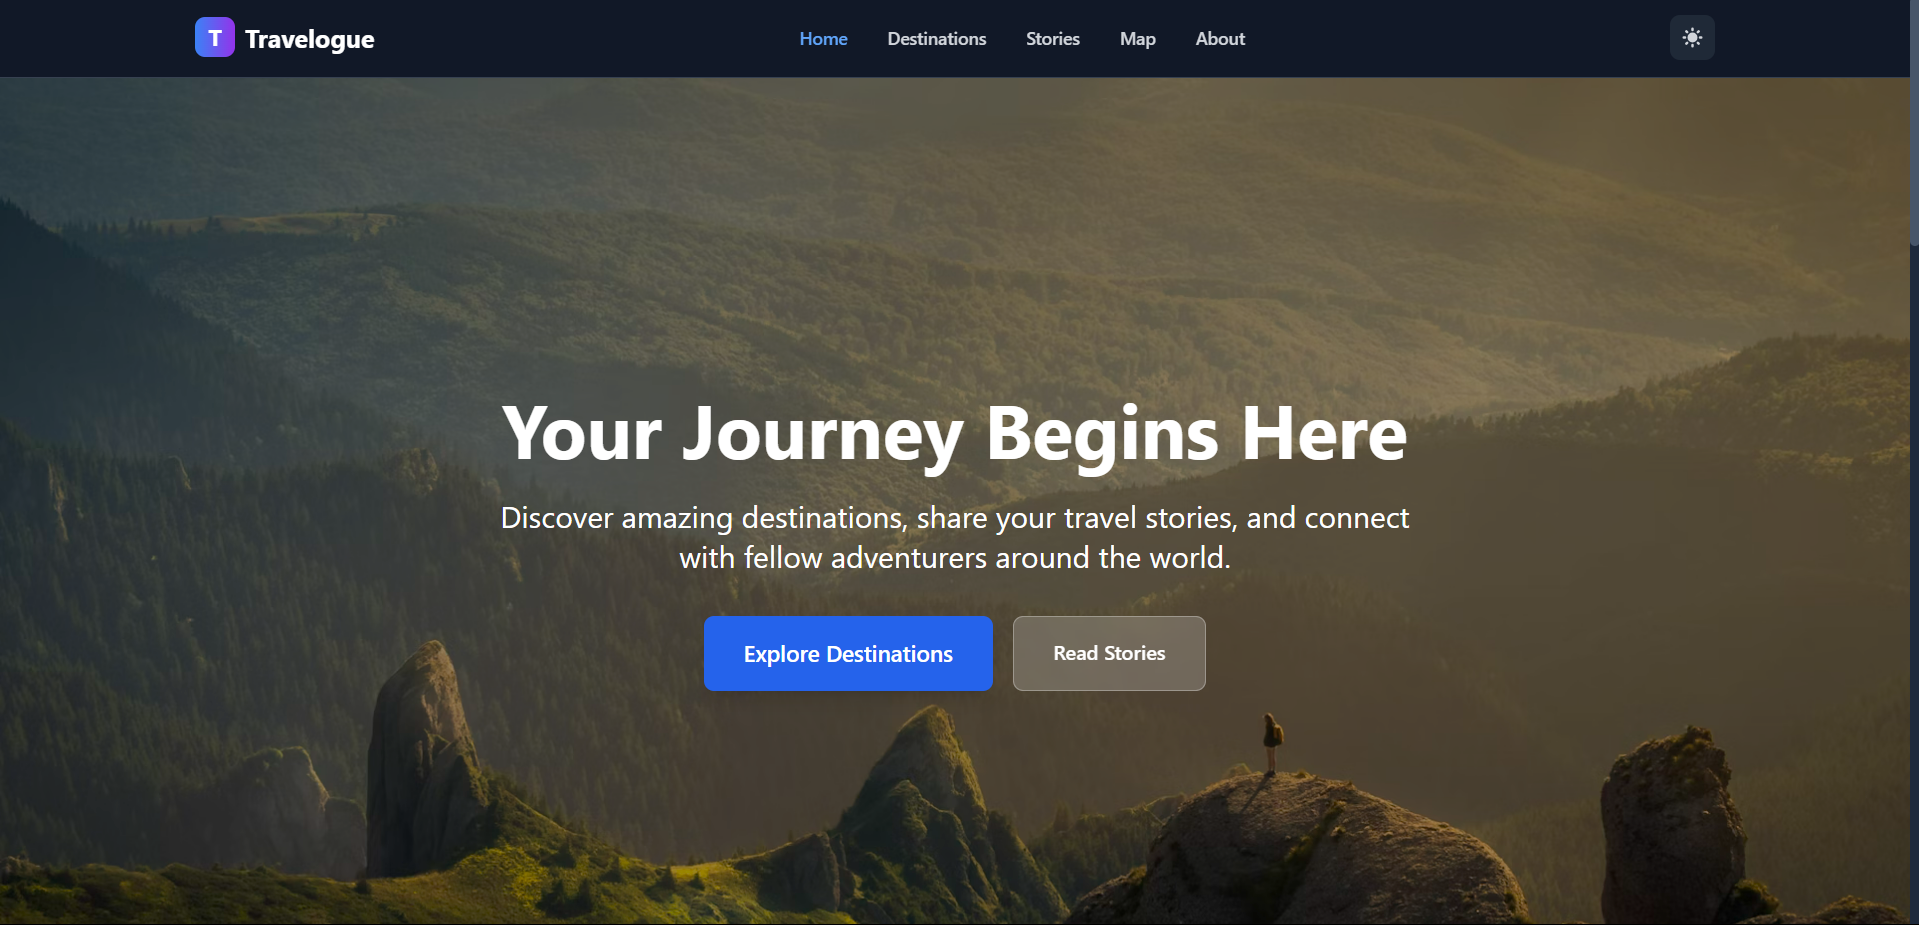 T Travelogue
Home Destinations Stories Map About
Your Journey Begins Here
Discover amazing destinations, share your travel stories, and connect
with fellow adventurers around the world.
Explore Destinations
Read Stories